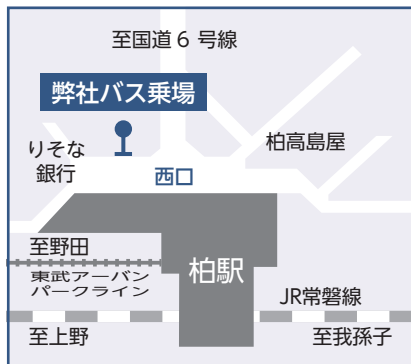 至国道6号線
弊社バス乗場
りそな
銀行
柏高島屋
西口
至野田
東武アーバン
パークライン
柏駅
JR常磐線
至上野
至我孫子